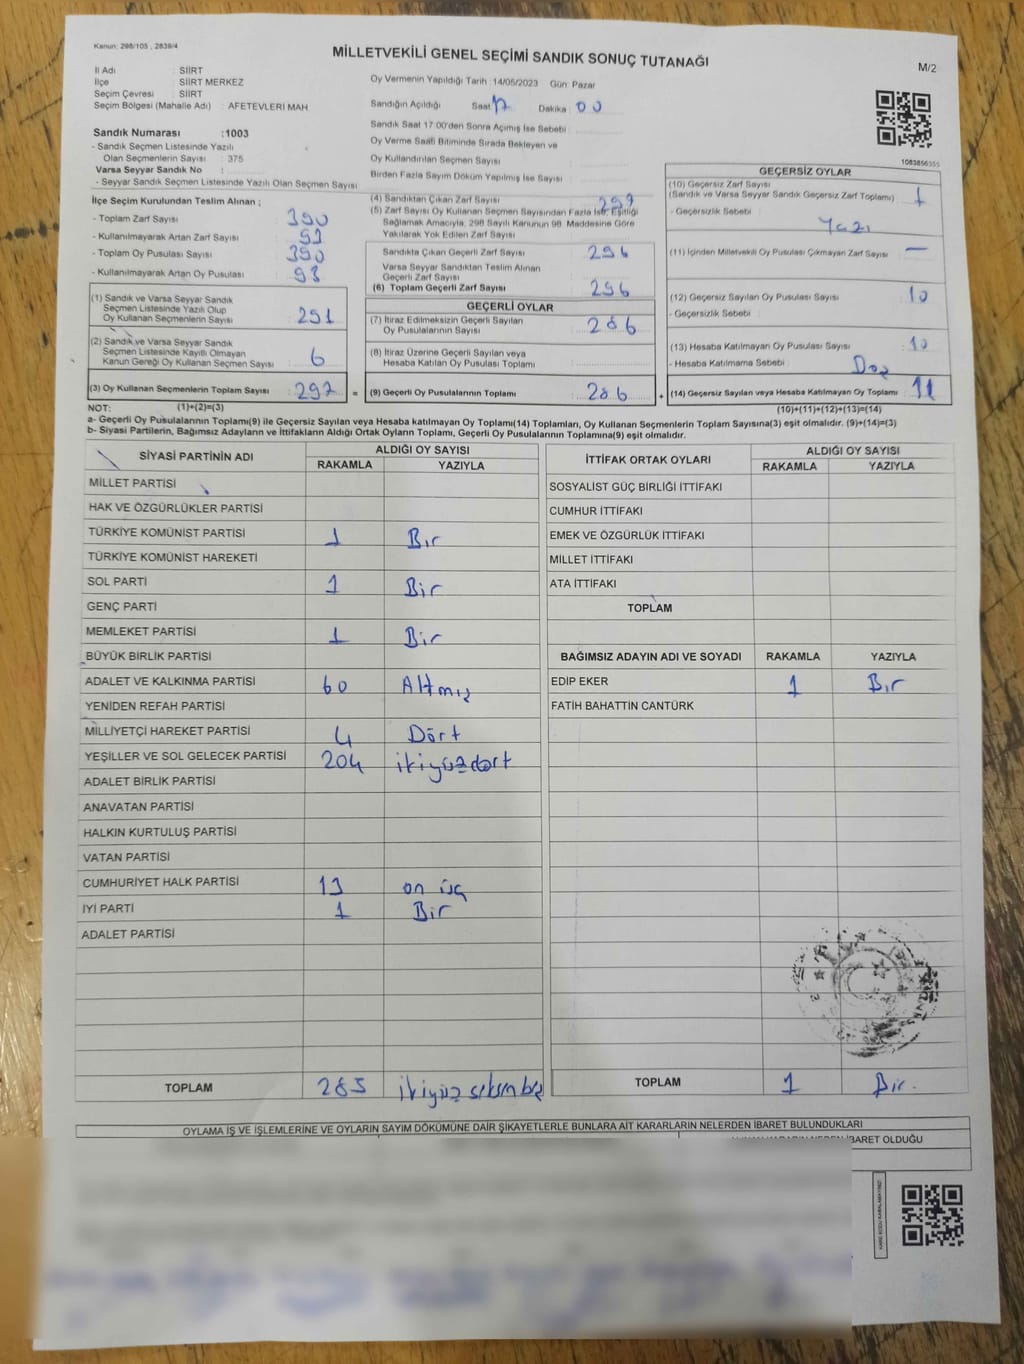 Kanun: 298/105 , 2839/4
MİLLETVEKİLİ GENEL SEÇİMİ SANDIK SONUÇ TUTANAĞI
M/2
İl Adı : SİİRT
İlçe : SİİRT MERKEZ
Seçim Çevresi : SİİRT
Seçim Bölgesi (Mahalle Adı) : AFETEVLERİ MAH
Sandık Numarası :1003
- Sandık Seçmen Listesinde Yazılı
Olan Seçmenlerin Sayısı : 375
Varsa Seyyar Sandık No :
- Seyyar Sandık Seçmen Listesinde Yazılı Olan Seçmen Sayısı
Oy Vermenin Yapıldığı Tarih :14/05/2023 Gün: Pazar
Sandığın Açıldığı Saat 17 Dakika : 00
Sandık Saat 17:00'den Sonra Açılmış İse Sebebi :
Oy Verme Saati Bitiminde Sırada Bekleyen ve
Oy Kullandırılan Seçmen Sayısı :
Birden Fazla Sayım Döküm Yapılmış İse Sayısı :
1083856355
İlçe Seçim Kurulundan Teslim Alınan ;
- Toplam Zarf Sayısı : 390
- Kullanılmayarak Artan Zarf Sayısı : 93
- Toplam Oy Pusulası Sayısı : 390
- Kullanılmayarak Artan Oy Pusulası : 93
(1) Sandık ve Varsa Seyyar Sandık
Seçmen Listesinde Yazılı Olup
Oy Kullanan Seçmenlerin Sayısı : 291
(2) Sandık ve Varsa Seyyar Sandık
Seçmen Listesinde Kayıtlı Olmayan
Kanun Gereği Oy Kullanan Seçmen Sayısı : 6
(3) Oy Kullanan Seçmenlerin Toplam Sayısı : 297 =
(4) Sandıktan Çıkan Zarf Sayısı : 297
(5) Zarf Sayısı Oy Kullanan Seçmen Sayısından Fazla İse, Eşitliği
Sağlamak Amacıyla, 298 Sayılı Kanunun 98. Maddesine Göre
Yakılarak Yok Edilen Zarf Sayısı :
Sandıkta Çıkan Geçerli Zarf Sayısı : 296
Varsa Seyyar Sandıktan Teslim Alınan
Geçerli Zarf Sayısı :
(6) Toplam Geçerli Zarf Sayısı : 296
GEÇERLİ OYLAR
(7) İtiraz Edilmeksizin Geçerli Sayılan
Oy Pusulalarının Sayısı : 286
(8) İtiraz Üzerine Geçerli Sayılan veya
Hesaba Katılan Oy Pusulası Toplamı :
(9) Geçerli Oy Pusulalarının Toplamı : 286 +
GEÇERSİZ OYLAR
(10) Geçersiz Zarf Sayısı
(Sandık ve Varsa Seyyar Sandık Geçersiz Zarf Toplamı) : 1
- Geçersizlik Sebebi : Yazı
(11) İçinden Milletvekili Oy Pusulası Çıkmayan Zarf Sayısı : —
(12) Geçersiz Sayılan Oy Pusulası Sayısı : 10
- Geçersizlik Sebebi :
(13) Hesaba Katılmayan Oy Pusulası Sayısı : 10
- Hesaba Katılmama Sebebi :
(14) Geçersiz Sayılan veya Hesaba Katılmayan Oy Toplamı : 11
NOT: (1)+(2)=(3)
(10)+(11)+(12)+(13)=(14)
a- Geçerli Oy Pusulalarının Toplamı(9) ile Geçersiz Sayılan veya Hesaba katılmayan Oy Toplamı(14) Toplamları, Oy Kullanan Seçmenlerin Toplam Sayısına(3) eşit olmalıdır. (9)+(14)=(3)
b- Siyasi Partilerin, Bağımsız Adayların ve İttifakların Aldığı Ortak Oyların Toplamı, Geçerli Oy Pusulalarının Toplamına(9) eşit olmalıdır.
SİYASİ PARTİNİN ADI ALDIĞI OY SAYISI
RAKAMLA YAZIYLA
MİLLET PARTİSİ
HAK VE ÖZGÜRLÜKLER PARTİSİ
TÜRKİYE KOMÜNİST PARTİSİ 1 Bir
TÜRKİYE KOMÜNİST HAREKETİ
SOL PARTİ 1 Bir
GENÇ PARTİ
MEMLEKET PARTİSİ 1 Bir
BÜYÜK BİRLİK PARTİSİ
ADALET VE KALKINMA PARTİSİ 60 Altmış
YENİDEN REFAH PARTİSİ
MİLLİYETÇİ HAREKET PARTİSİ 4 Dört
YEŞİLLER VE SOL GELECEK PARTİSİ 204 ikiyüzdört
ADALET BİRLİK PARTİSİ
ANAVATAN PARTİSİ
HALKIN KURTULUŞ PARTİSİ
VATAN PARTİSİ
CUMHURİYET HALK PARTİSİ 13 on üç
İYİ PARTİ 1 Bir
ADALET PARTİSİ
TOPLAM 285
İTTİFAK ORTAK OYLARI ALDIĞI OY SAYISI
RAKAMLA YAZIYLA
SOSYALİST GÜÇ BİRLİĞİ İTTİFAKI
CUMHUR İTTİFAKI
EMEK VE ÖZGÜRLÜK İTTİFAKI
MİLLET İTTİFAKI
ATA İTTİFAKI
TOPLAM
BAĞIMSIZ ADAYIN ADI VE SOYADI RAKAMLA YAZIYLA
EDİP EKER 1 Bir
FATİH BAHATTİN CANTÜRK
TOPLAM 1 Bir.
OYLAMA İŞ VE İŞLEMLERİNE VE OYLARIN SAYIM DÖKÜMÜNE DAİR ŞİKAYETLERLE BUNLARA AİT KARARLARIN NELERDEN İBARET BULUNDUKLARI
İBARET OLDUĞU